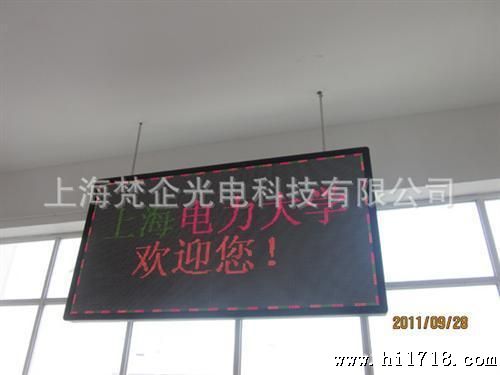 上海梵企光电科技有限公司
上海电力大学
欢迎您！
2011/09/28
www.hi1718.com